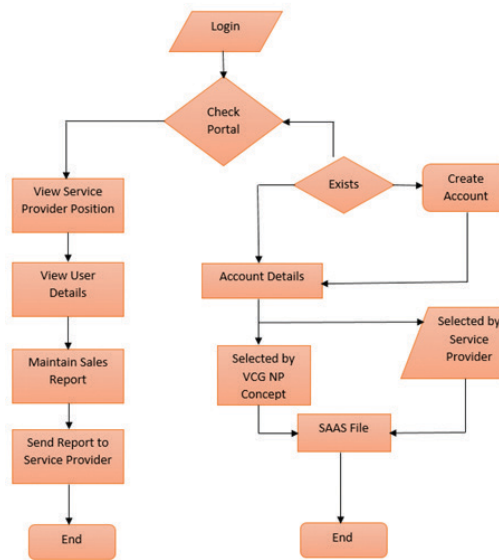 Login
Check
Portal
Exists
Create
Account
View Service
Provider Position
Account Details
View User
Details
Selected by
Service
Provider
Maintain Sales
Report
Selected by
VCG NP
Concept
Send Report to
Service Provider
SAAS File
End
End